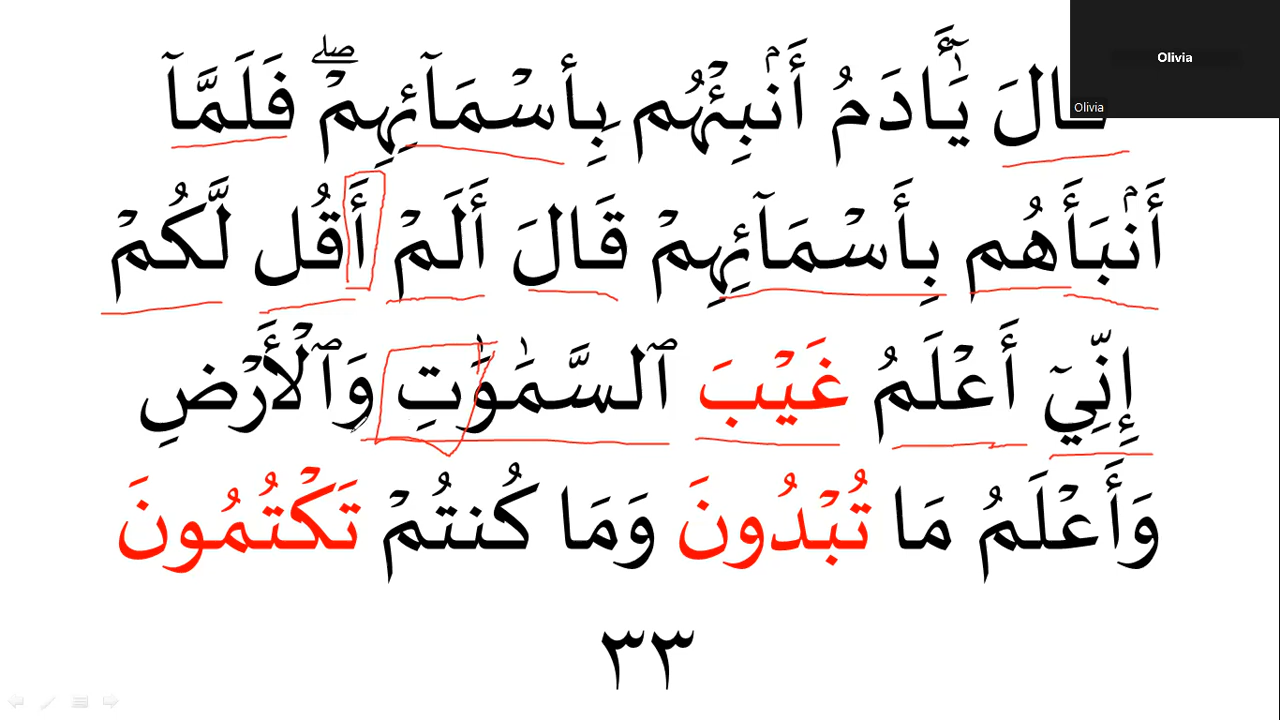 Olivia
Olivia
قَالَ يَٰٓـَٔادَمُ أَنۢبِئْهُم بِأَسْمَآئِهِمْ ۖ فَلَمَّآ
أَنۢبَأَهُم بِأَسْمَآئِهِمْ قَالَ أَلَمْ أَقُل لَّكُمْ
إِنِّىٓ أَعْلَمُ غَيْبَ ٱلسَّمَٰوَٰتِ وَٱلْأَرْضِ
وَأَعْلَمُ مَا تُبْدُونَ وَمَا كُنتُمْ تَكْتُمُونَ
٣٣